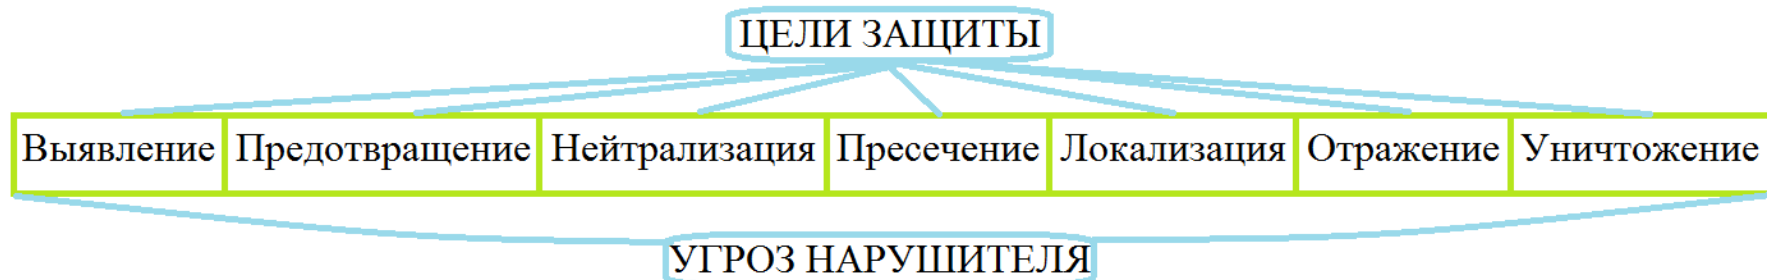 ЦЕЛИ ЗАЩИТЫ
Выявление Предотвращение Нейтрализация Пресечение Локализация Отражение Уничтожение
УГРОЗ НАРУШИТЕЛЯ